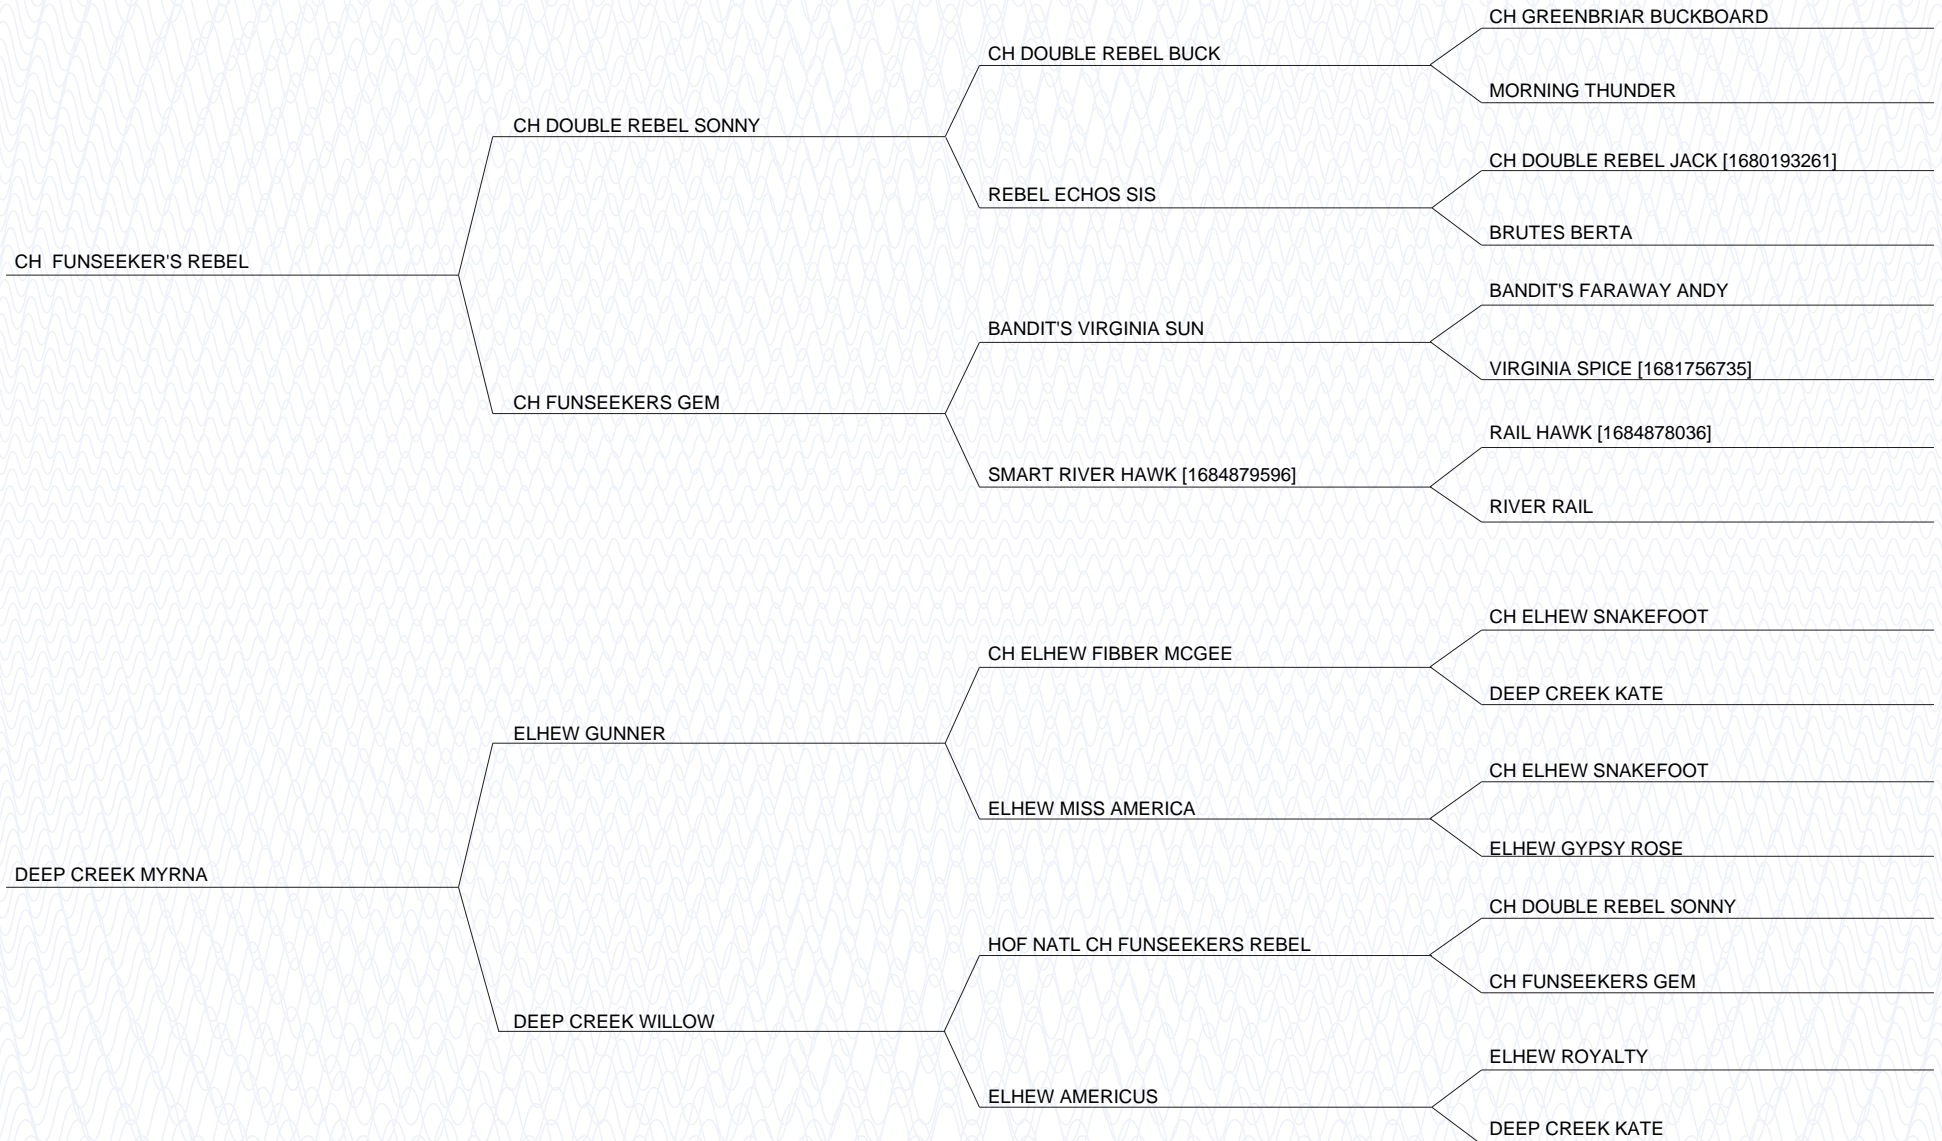 CH GREENBRIAR BUCKBOARD
CH DOUBLE REBEL BUCK
MORNING THUNDER
CH DOUBLE REBEL SONNY
CH DOUBLE REBEL JACK [1680193261]
REBEL ECHOS SIS
BRUTES BERTA
CH  FUNSEEKER'S REBEL
BANDIT'S FARAWAY ANDY
BANDIT'S VIRGINIA SUN
VIRGINIA SPICE [1681756735]
CH FUNSEEKERS GEM
RAIL HAWK [1684878036]
SMART RIVER HAWK [1684879596]
RIVER RAIL
CH ELHEW SNAKEFOOT
CH ELHEW FIBBER MCGEE
DEEP CREEK KATE
ELHEW GUNNER
CH ELHEW SNAKEFOOT
ELHEW MISS AMERICA
ELHEW GYPSY ROSE
DEEP CREEK MYRNA
CH DOUBLE REBEL SONNY
HOF NATL CH FUNSEEKERS REBEL
CH FUNSEEKERS GEM
DEEP CREEK WILLOW
ELHEW ROYALTY
ELHEW AMERICUS
DEEP CREEK KATE